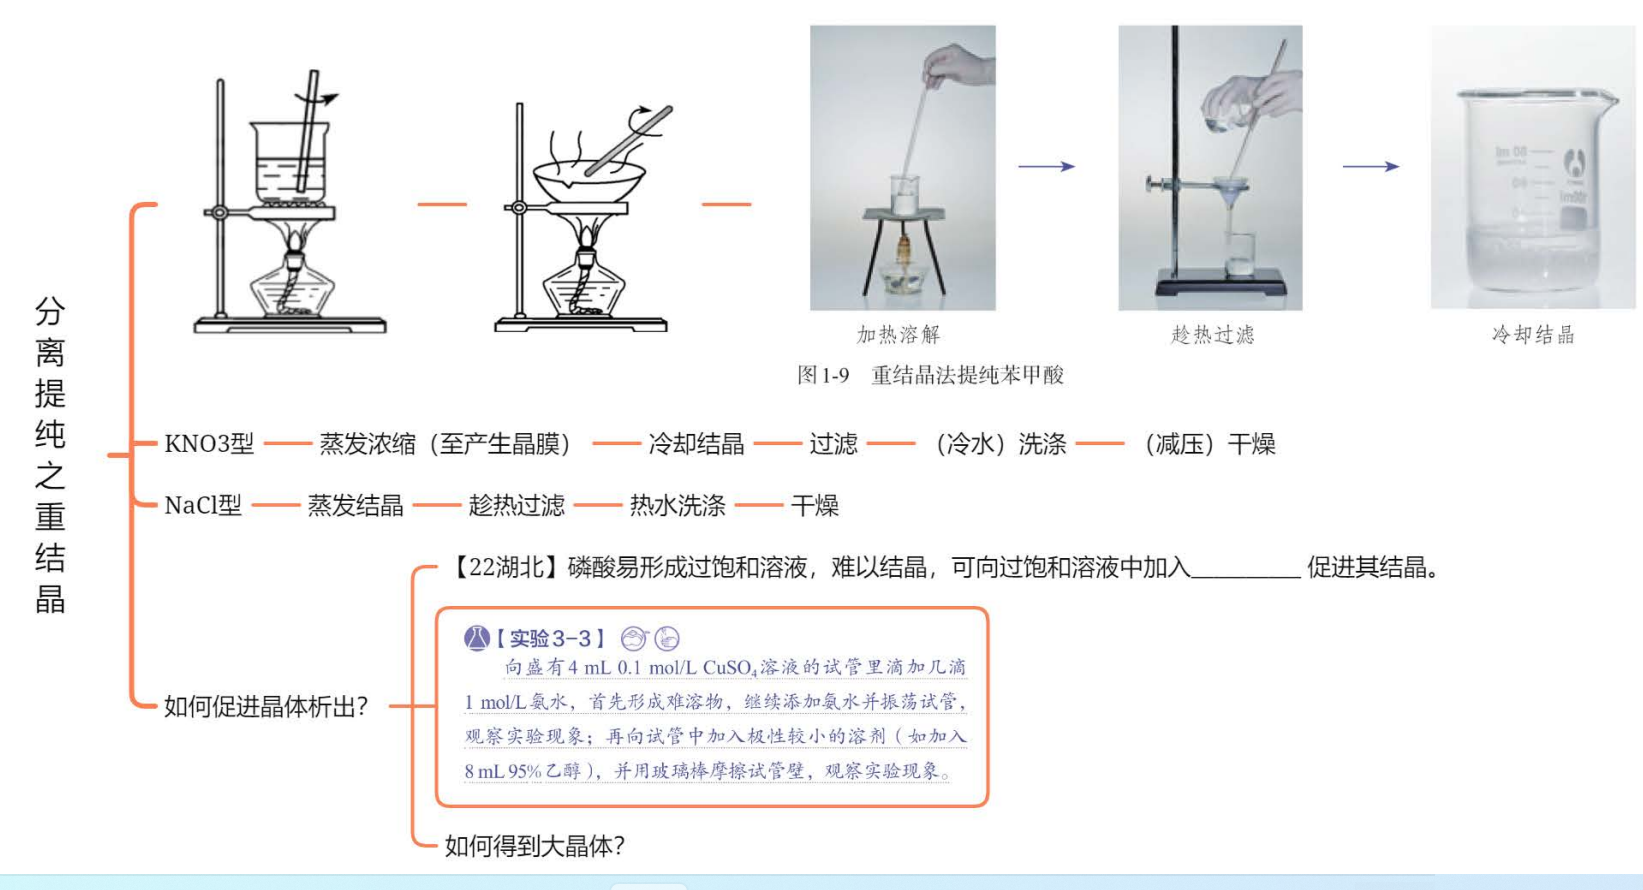 分离提纯之重结晶
加热溶解
趁热过滤
冷却结晶
图1-9 重结晶法提纯苯甲酸
KNO3型
蒸发浓缩（至产生晶膜）
冷却结晶
过滤
（冷水）洗涤
（减压）干燥
NaCl型
蒸发结晶
趁热过滤
热水洗涤
干燥
如何促进晶体析出？
【22湖北】磷酸易形成过饱和溶液，难以结晶，可向过饱和溶液中加入_________ 促进其结晶。
【实验3-3】
向盛有4 mL 0.1 mol/L CuSO₄溶液的试管里滴加几滴
1 mol/L氨水，首先形成难溶物，继续添加氨水并振荡试管，
观察实验现象；再向试管中加入极性较小的溶剂（如加入
8 mL 95%乙醇），并用玻璃棒摩擦试管壁，观察实验现象。
如何得到大晶体？